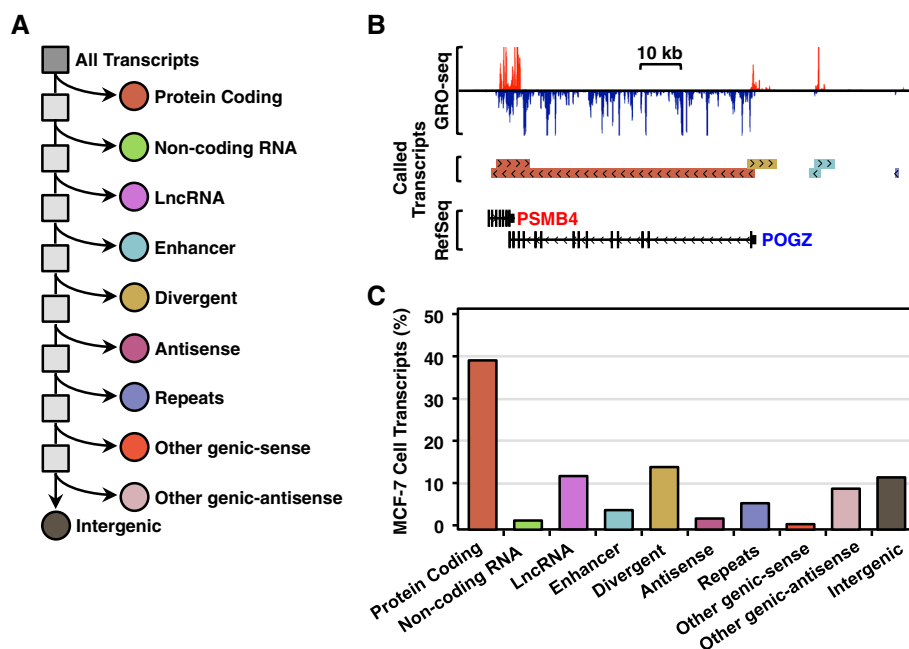 A
All Transcripts
Protein Coding
Non-coding RNA
LncRNA
Enhancer
Divergent
Antisense
Repeats
Other genic-sense
Other genic-antisense
Intergenic
B
10 kb
GRO-seq
Called
Transcripts
RefSeq
PSMB4
POGZ
C
MCF-7 Cell Transcripts (%)
50
40
30
20
10
0
Protein Coding
Non-coding RNA
LncRNA
Enhancer
Divergent
Antisense
Repeats
Other genic-sense
Other genic-antisense
Intergenic